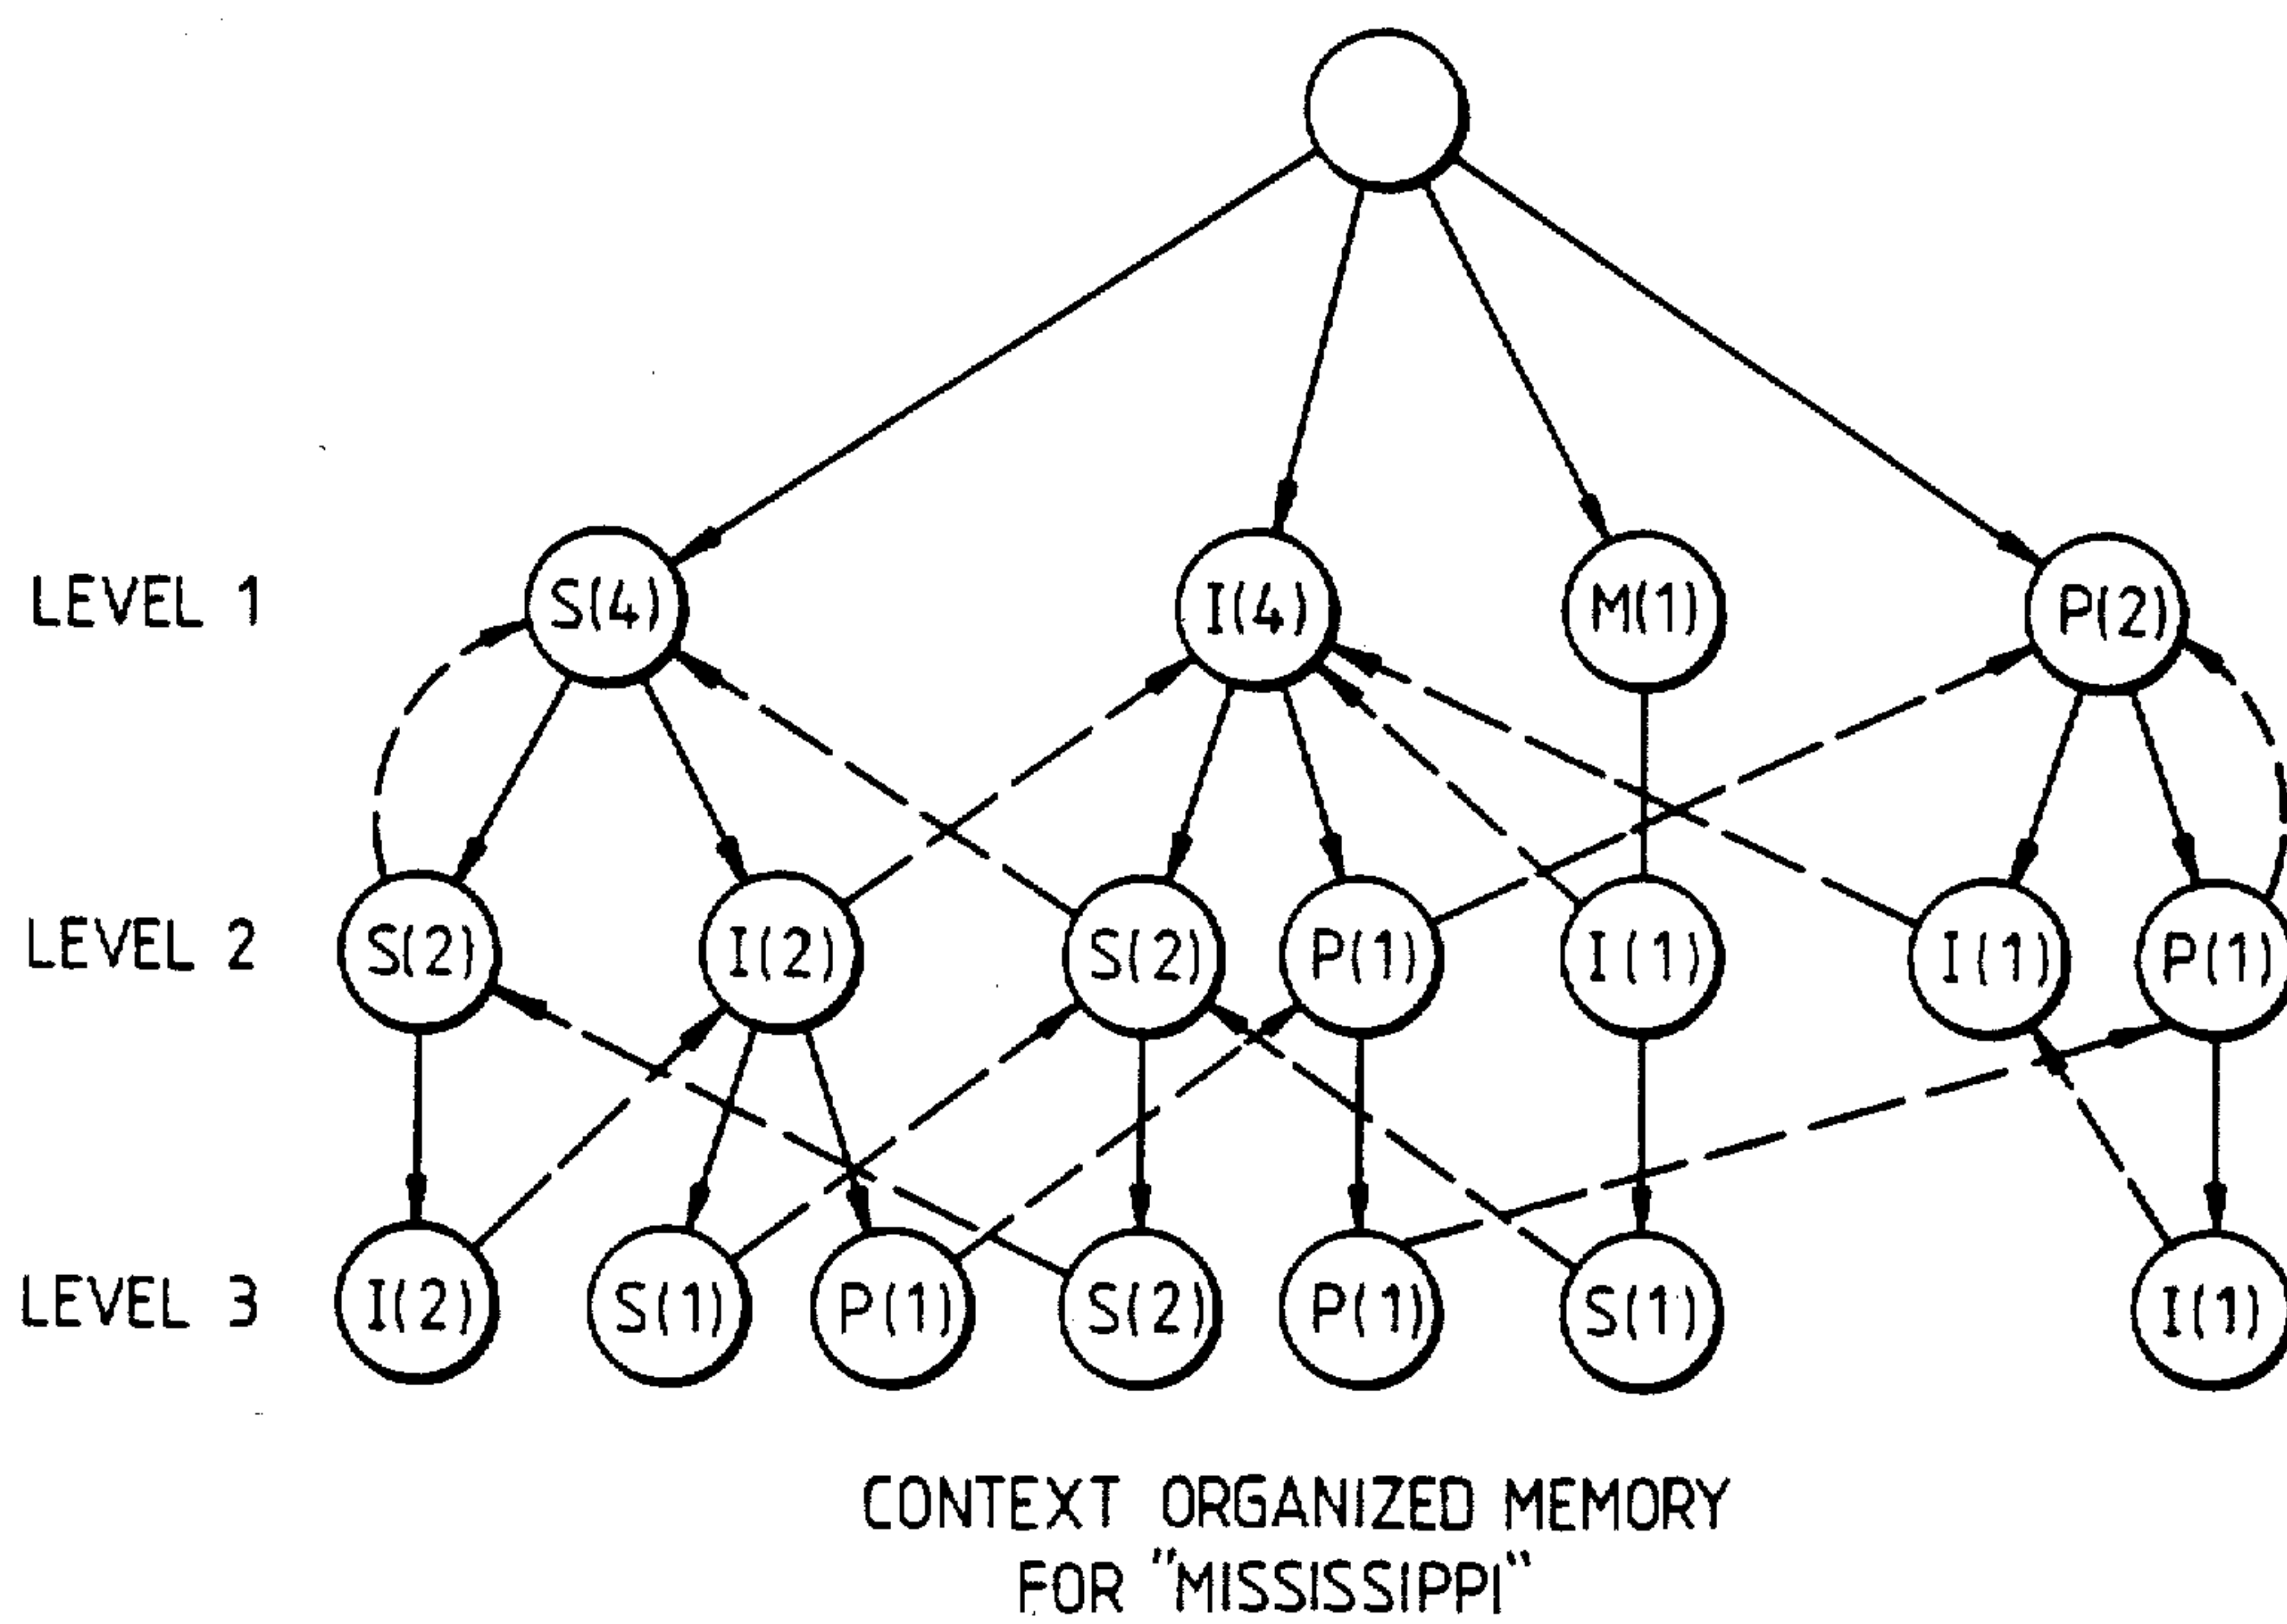 LEVEL 1 S(4) I(4) M(1) P(2)
LEVEL 2 S(2) I(2) S(2) P(1) I(1) I(1) P(1)
LEVEL 3 I(2) S(1) P(1) S(2) P(1) S(1) I(1)
CONTEXT ORGANIZED MEMORY
FOR "MISSISSIPPI"